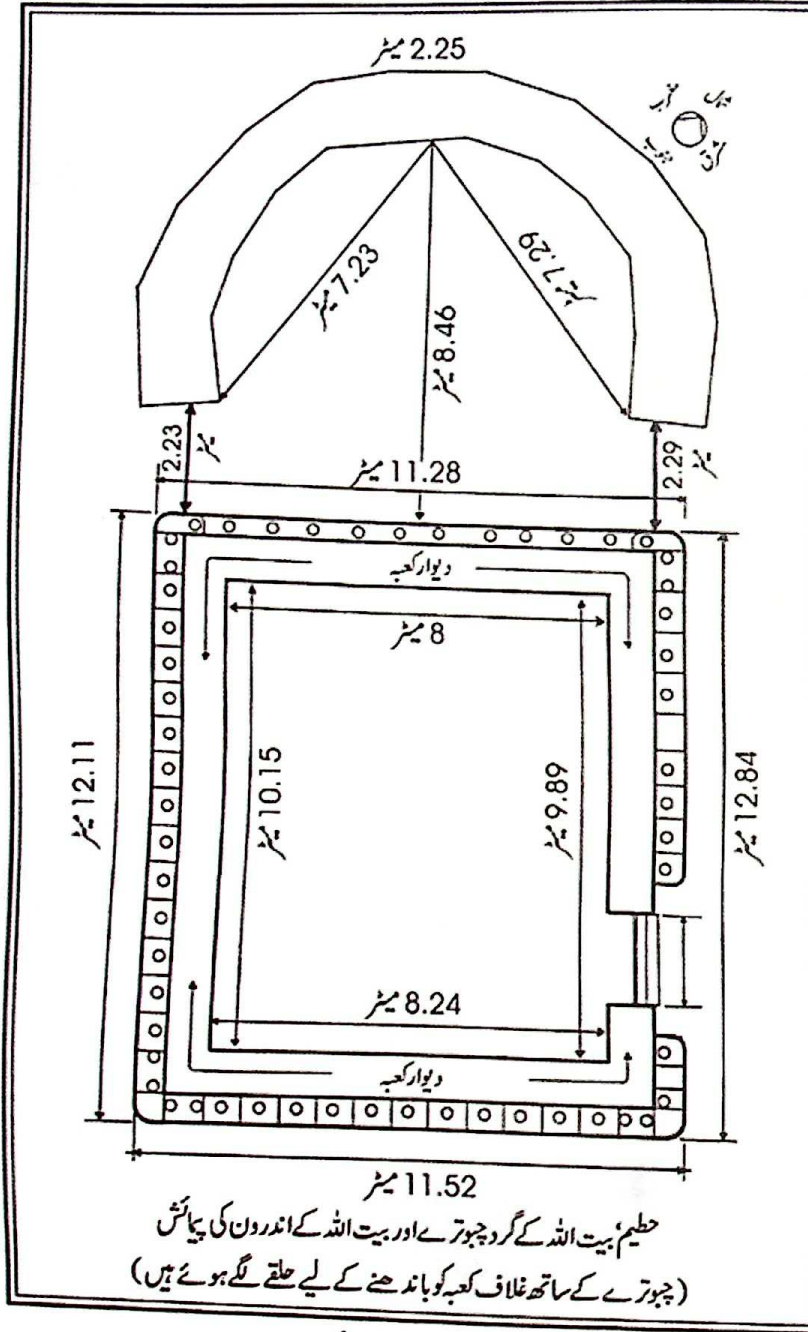 2.25 میٹر
جنوب
7.23 میٹر
8.46 میٹر
7.29 میٹر
2.23 میٹر
11.28 میٹر
2.29 میٹر
دیوار کعبہ
8 میٹر
12.11 میٹر
10.15 میٹر
9.89 میٹر
12.84 میٹر
8.24 میٹر
دیوار کعبہ
11.52 میٹر
حطیم، بیت اللہ کے گرد چبوترے اور بیت اللہ کے اندرون کی پیمائش
(چبوترے کے ساتھ غلاف کعبہ کو باندھنے کے لیے حلقے لگے ہوئے ہیں)